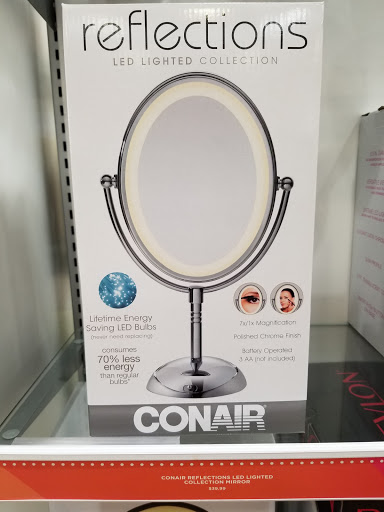 reflections
LED LIGHTED COLLECTION
Lifetime Energy
Saving LED Bulbs
(never need replacing)
consumes
70% less
energy
than regular
bulbs*
7x/1x Magnification
Polished Chrome Finish
Battery Operated
3 AA (not included)
CONAIR
CONAIR REFLECTIONS LED LIGHTED
COLLECTION MIRROR
$39.99